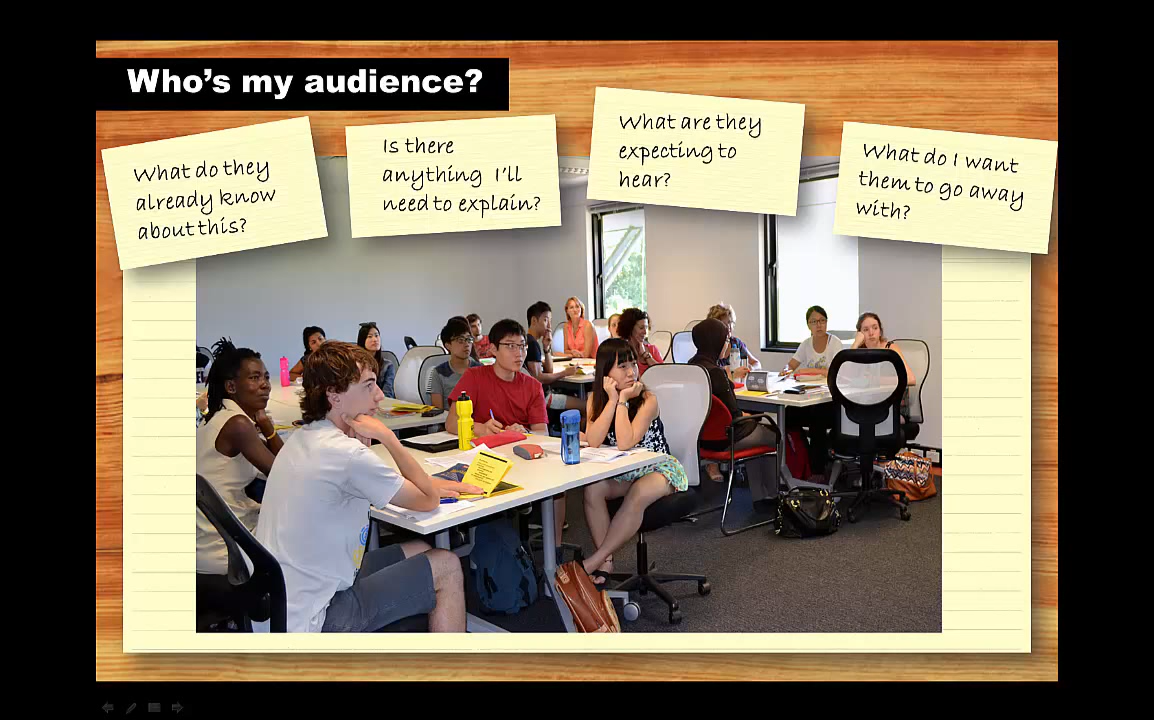 Who's my audience?
What do they
already know
about this?
Is there
anything I'll
need to explain?
What are they
expecting to
hear?
What do I want
them to go away
with?